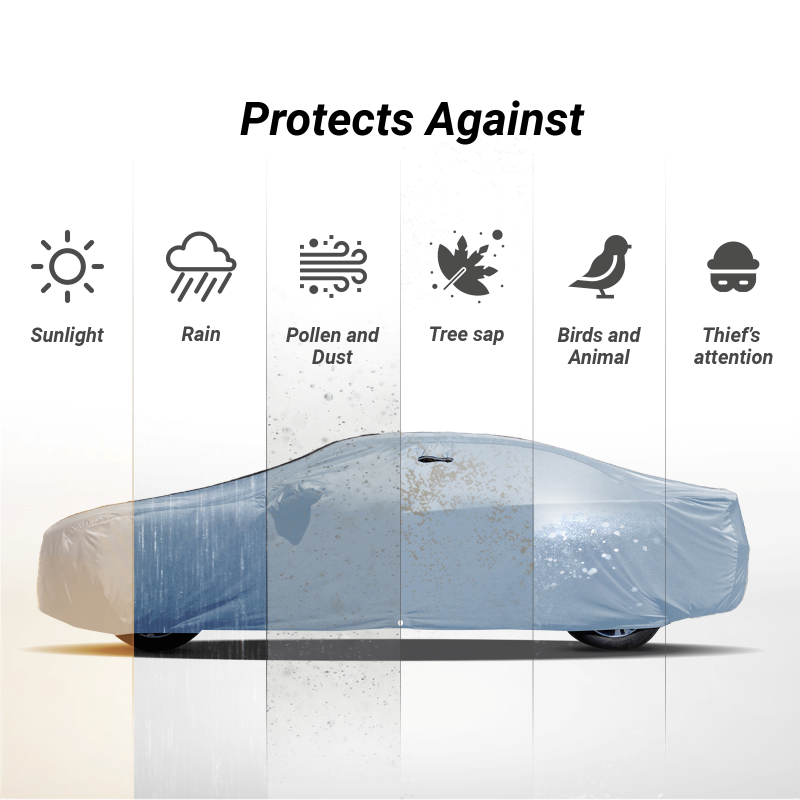 Protects Against
Sunlight
Rain
Pollen and
Dust
Tree sap
Birds and
Animal
Thief's
attention